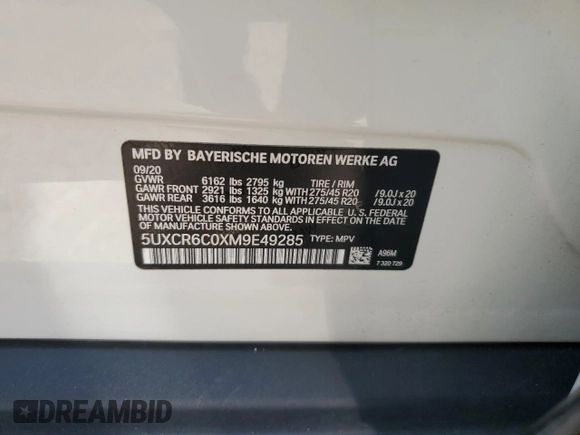 MFD BY BAYERISCHE MOTOREN WERKE AG
09/20
GVWR 6162 lbs 2795 kg TIRE / RIM
GAWR FRONT 2921 lbs 1325 kg WITH 275/45 R20 /9.0J x 20
GAWR REAR 3616 lbs 1640 kg WITH 275/45 R20 /9.0J x 20
THIS VEHICLE CONFORMS TO ALL APPLICABLE U. S. FEDERAL
MOTOR VEHICLE SAFETY STANDARDS IN EFFECT ON THE DATE OF
MANUFACTURE SHOWN ABOVE.
5UXCR6C0XM9E49285 TYPE: MPV
A96M
7 320 729
DREAMBID